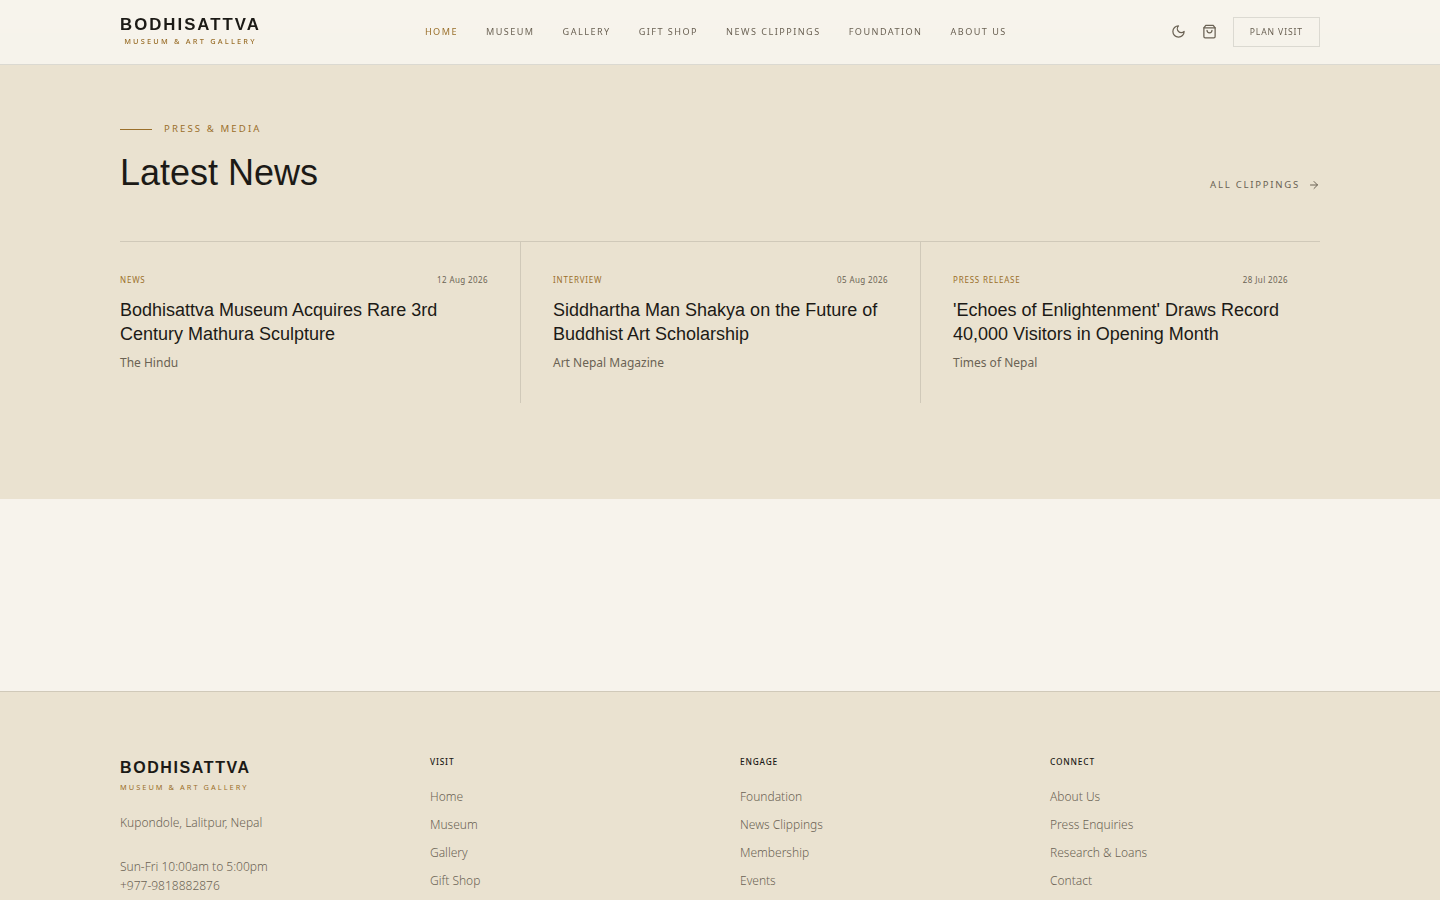 BODHISATTVA
MUSEUM & ART GALLERY
HOME
MUSEUM
GALLERY
GIFT SHOP
NEWS CLIPPINGS
FOUNDATION
ABOUT US
PLAN VISIT
PRESS & MEDIA
Latest News
ALL CLIPPINGS →
NEWS
12 Aug 2026
Bodhisattva Museum Acquires Rare 3rd
Century Mathura Sculpture
The Hindu
INTERVIEW
05 Aug 2026
Siddhartha Man Shakya on the Future of
Buddhist Art Scholarship
Art Nepal Magazine
PRESS RELEASE
28 Jul 2026
'Echoes of Enlightenment' Draws Record
40,000 Visitors in Opening Month
Times of Nepal
BODHISATTVA
MUSEUM & ART GALLERY
Kupondole, Lalitpur, Nepal
Sun-Fri 10:00am to 5:00pm
+977-9818882876
VISIT
Home
Museum
Gallery
Gift Shop
ENGAGE
Foundation
News Clippings
Membership
Events
CONNECT
About Us
Press Enquiries
Research & Loans
Contact